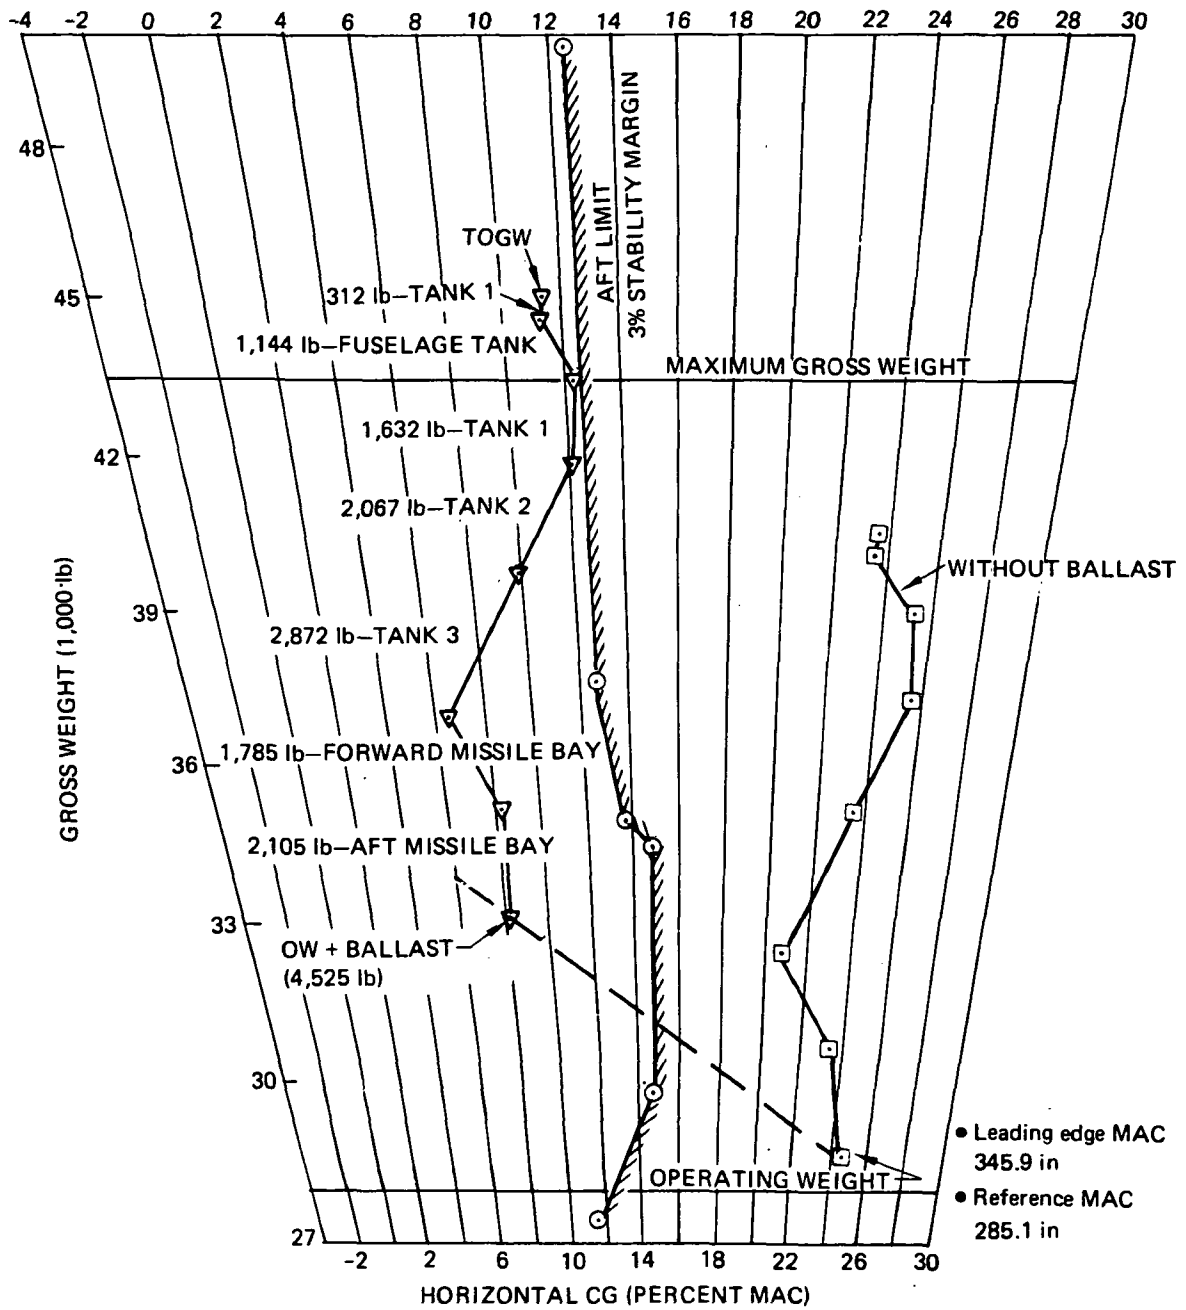 -4 -2 0 2 4 6 8 10 12 14 16 18 20 22 24 26 28 30
48
45
42
39
36
33
30
27
GROSS WEIGHT (1,000·lb)
TOGW
312 lb–TANK 1
1,144 lb–FUSELAGE TANK
AFT LIMIT
3% STABILITY MARGIN
MAXIMUM GROSS WEIGHT
1,632 lb–TANK 1
2,067 lb–TANK 2
WITHOUT BALLAST
2,872 lb–TANK 3
1,785 lb–FORWARD MISSILE BAY
2,105 lb–AFT MISSILE BAY
OW + BALLAST
(4,525 lb)
• Leading edge MAC
345.9 in
OPERATING WEIGHT
• Reference MAC
285.1 in
-2 2 6 10 14 18 22 26 30
HORIZONTAL CG (PERCENT MAC)